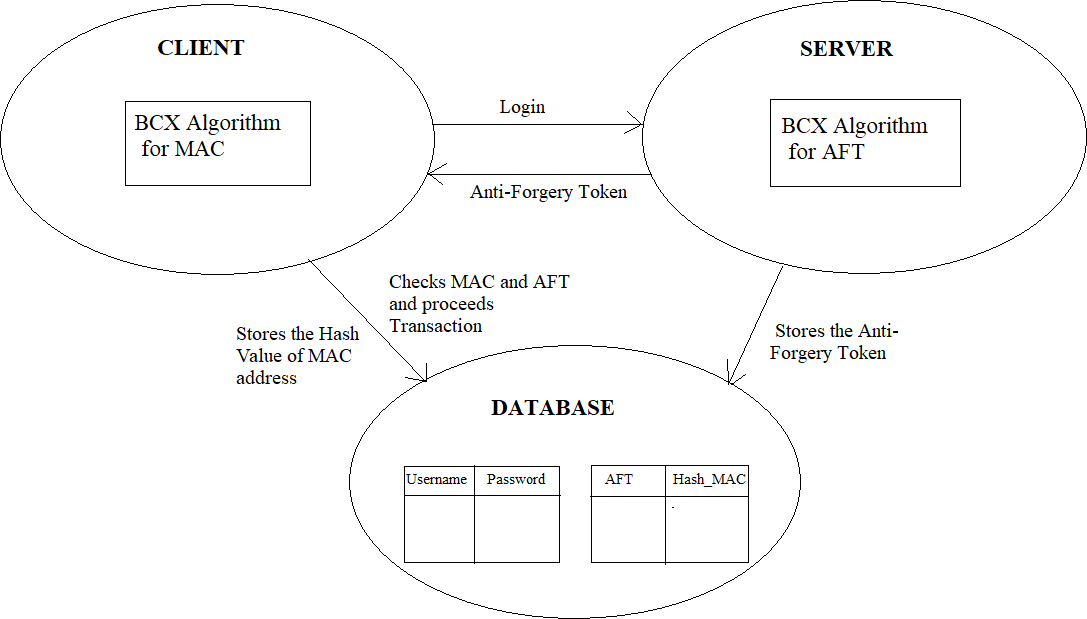 CLIENT
BCX Algorithm
for MAC
Login
Anti-Forgery Token
SERVER
BCX Algorithm
for AFT
Checks MAC and AFT
and proceeds
Transaction
Stores the Hash
Value of MAC
address
Stores the Anti-
Forgery Token
DATABASE
Username Password
AFT Hash_MAC